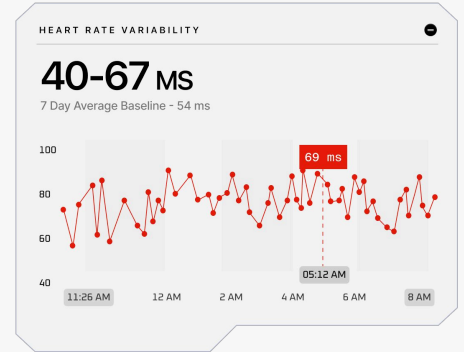 HEART RATE VARIABILITY
40-67 MS
7 Day Average Baseline - 54 ms
100
69 ms
80
60
05:12 AM
40
11:26 AM 12 AM 2 AM 4 AM 6 AM 8 AM